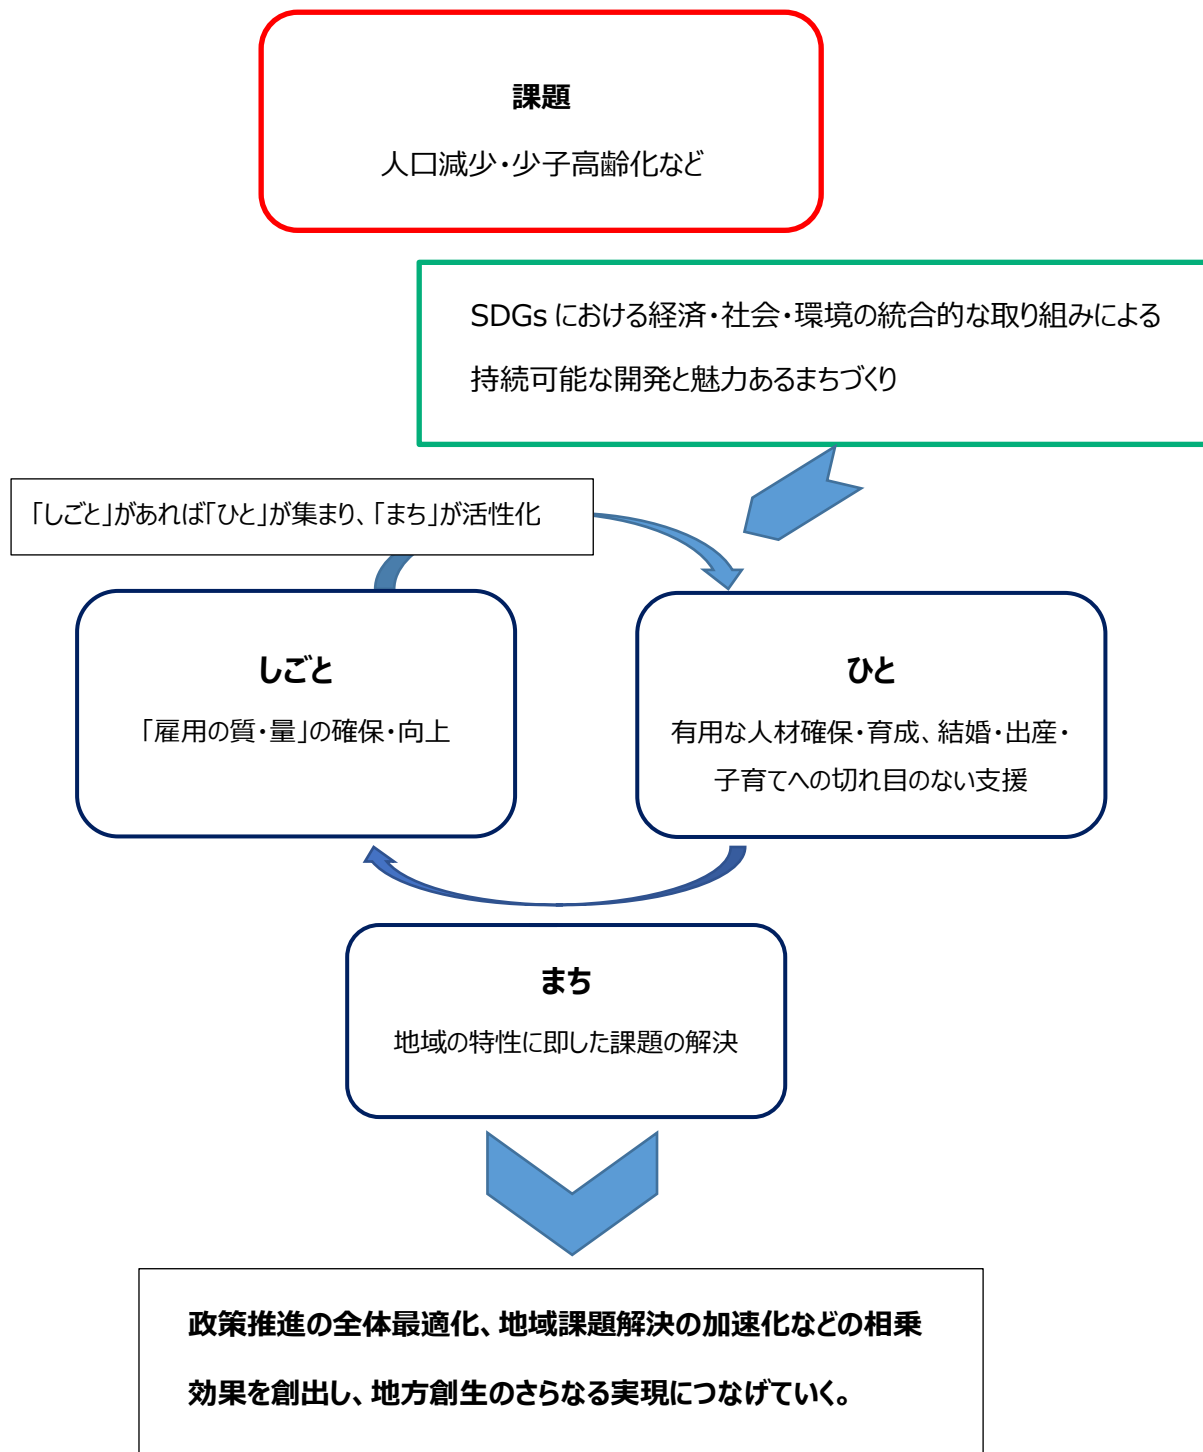 課題
人口減少・少子高齢化など
SDGs における経済・社会・環境の統合的な取り組みによる
持続可能な開発と魅力あるまちづくり
「しごと」があれば「ひと」が集まり、「まち」が活性化
しごと
「雇用の質・量」の確保・向上
ひと
有用な人材確保・育成、結婚・出産・
子育てへの切れ目のない支援
まち
地域の特性に即した課題の解決
政策推進の全体最適化、地域課題解決の加速化などの相乗
効果を創出し、地方創生のさらなる実現につなげていく。